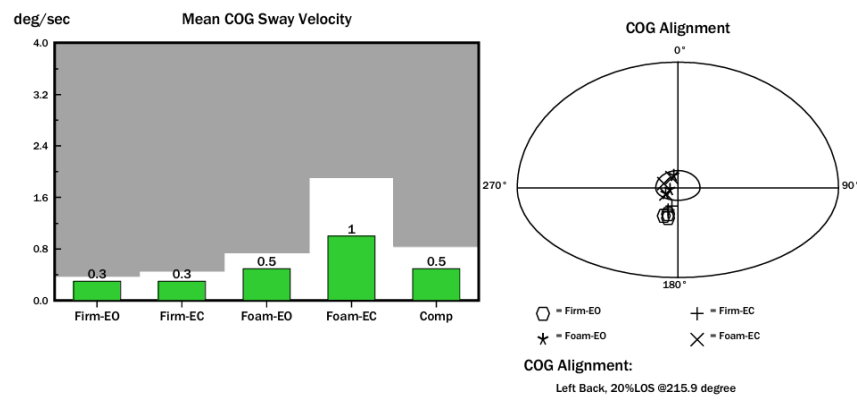 deg/sec
Mean COG Sway Velocity
4.0
3.2
2.4
1.6
0.8
0.0
0.3
0.3
0.5
1
0.5
Firm-EO
Firm-EC
Foam-EO
Foam-EC
Comp
COG Alignment
0°
270°
90°
180°
= Firm-EO
= Firm-EC
= Foam-EO
= Foam-EC
COG Alignment:
Left Back, 20%LOS @215.9 degree